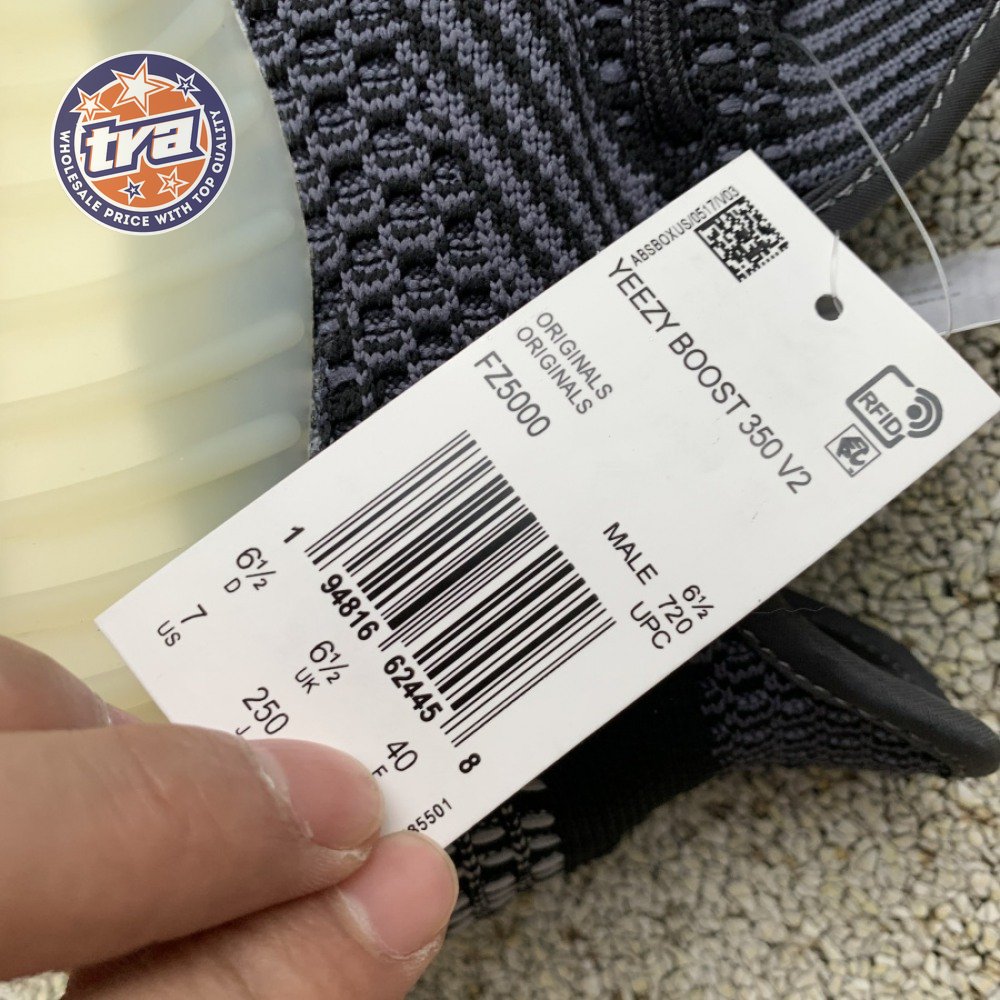 tra
WHOLESALE PRICE WITH TOP QUALITY
ABSBOXUS/0517/V03
YEEZY BOOST 350 V2
ORIGINALS
ORIGINALS
FZ5000
RFID
MALE
6½
720
UPC
1 94816 62445 8
6½
D
7
US
6½
UK
250
J
40
F
85501